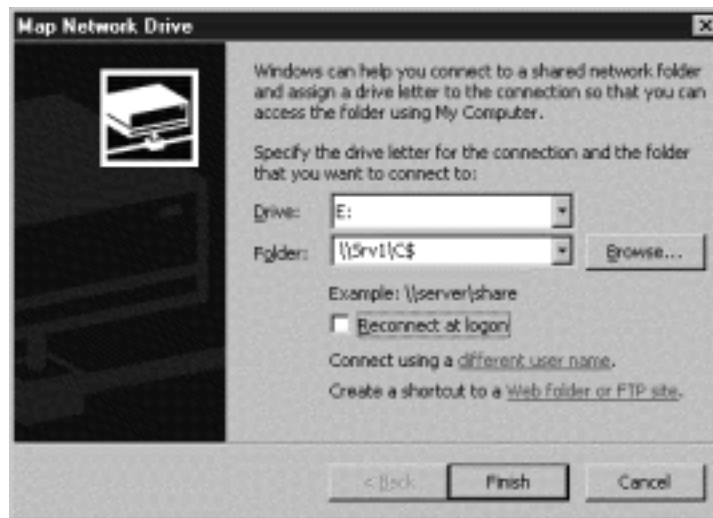 Map Network Drive
Windows can help you connect to a shared network folder
and assign a drive letter to the connection so that you can
access the folder using My Computer.
Specify the drive letter for the connection and the folder
that you want to connect to:
Drive: E:
Folder: \\Srv1\C$ Browse...
Example: \\server\share
Reconnect at logon
Connect using a different user name.
Create a shortcut to a Web folder or FTP site.
< Back Finish Cancel